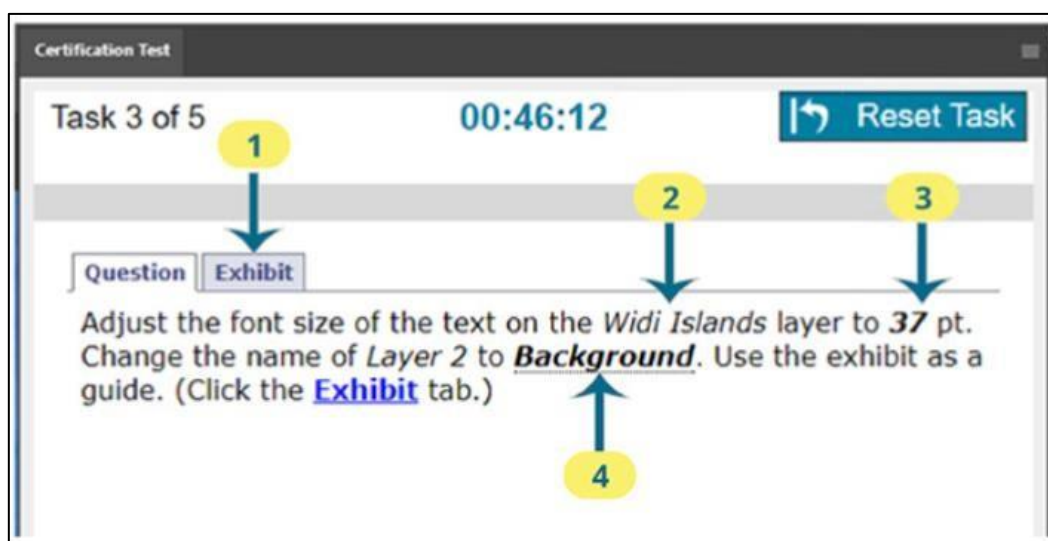 Certification Test
Task 3 of 5
00:46:12
Reset Task
1
2
3
Question
Exhibit
Adjust the font size of the text on the Widi Islands layer to 37 pt.
Change the name of Layer 2 to Background. Use the exhibit as a
guide. (Click the Exhibit tab.)
4